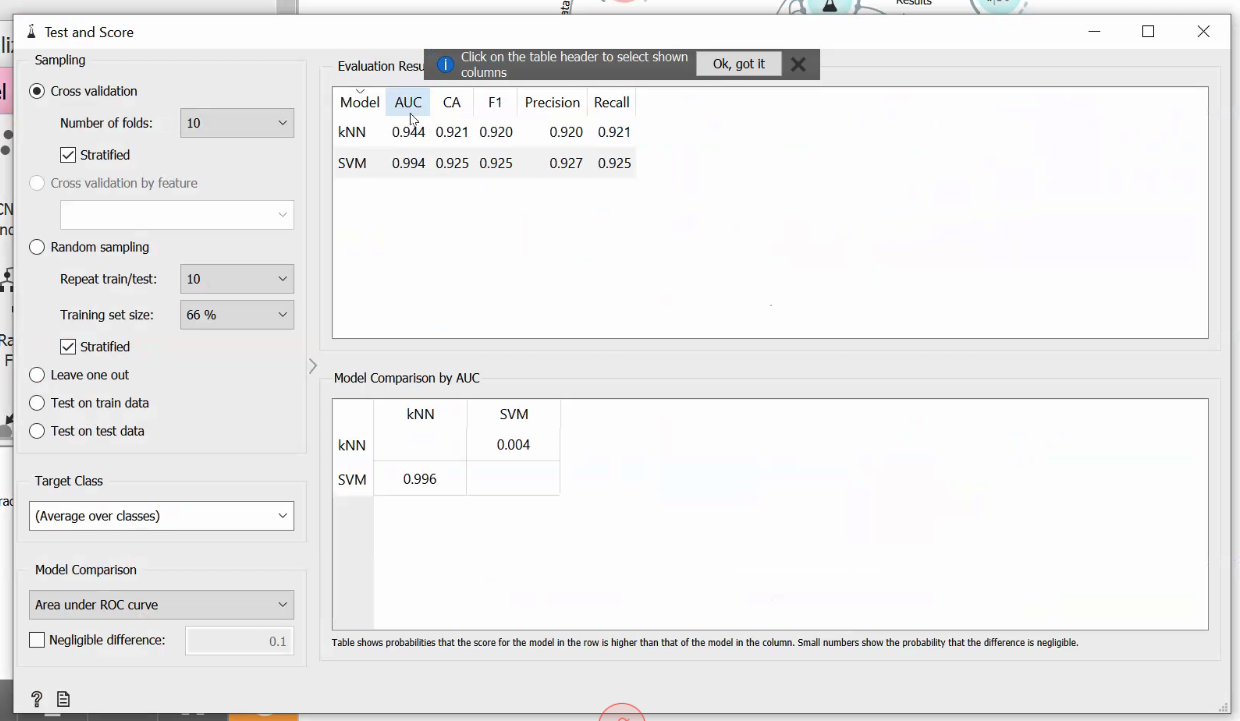 Results
Test and Score
Sampling
Cross validation
Number of folds: 10
Stratified
Cross validation by feature
Random sampling
Repeat train/test: 10
Training set size: 66 %
Stratified
Leave one out
Test on train data
Test on test data
Target Class
(Average over classes)
Model Comparison
Area under ROC curve
Negligible difference: 0.1
Click on the table header to select shown
columns
Ok, got it
Model AUC CA F1 Precision Recall
kNN 0.944 0.921 0.920 0.920 0.921
SVM 0.994 0.925 0.925 0.927 0.925
Model Comparison by AUC
kNN SVM
kNN 0.004
SVM 0.996
Table shows probabilities that the score for the model in the row is higher than that of the model in the column. Small numbers show the probability that the difference is negligible.